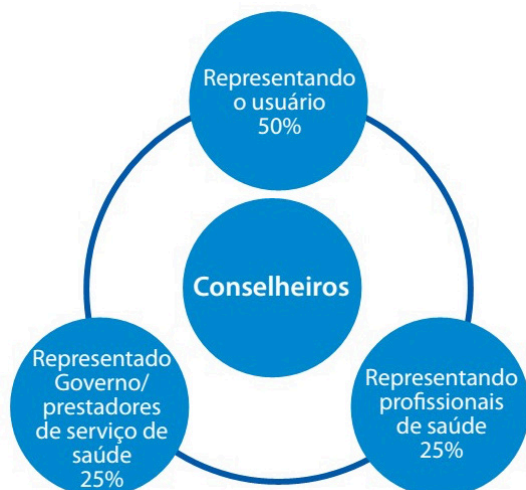 Representando
o usuário
50%
Conselheiros
Representado
Governo/
prestadores
de serviço de
saúde
25%
Representando
profissionais
de saúde
25%